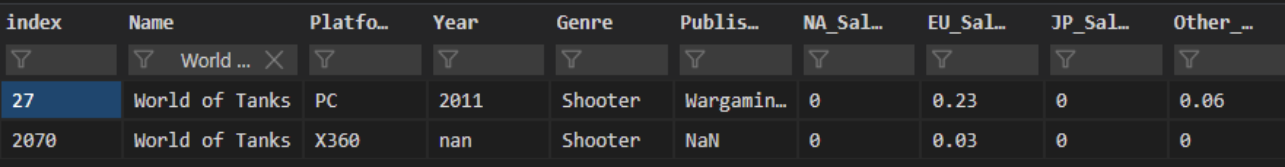 index Name Platfo… Year Genre Publis… NA_Sal… EU_Sal… JP_Sal… Other_…
World …
27 World of Tanks PC 2011 Shooter Wargamin… 0 0.23 0 0.06
2070 World of Tanks X360 nan Shooter NaN 0 0.03 0 0